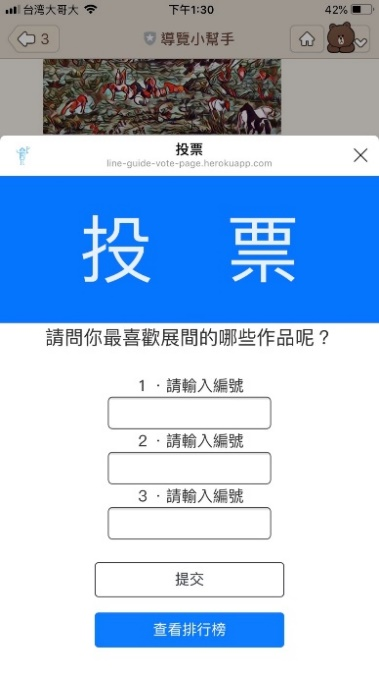 台湾大哥大 下午1:30 42%
3 導覽小幫手
投票
line-guide-vote-page.herokuapp.com
投 票
請問你最喜歡展間的哪些作品呢？
1 ．請輸入編號
2 ．請輸入編號
3 ．請輸入編號
提交
查看排行榜